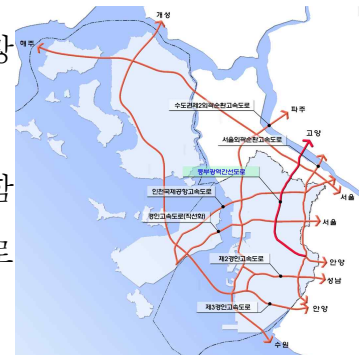 개성
해주
수도권제2외곽순환고속도로
파주
고양
서울외곽순환고속도로
동부광역간선도로
인천국제공항고속도로
서울
경인고속도로(직선화)
서울
제2경인고속도로
안양
성남
제3경인고속도로
안양
수원
로